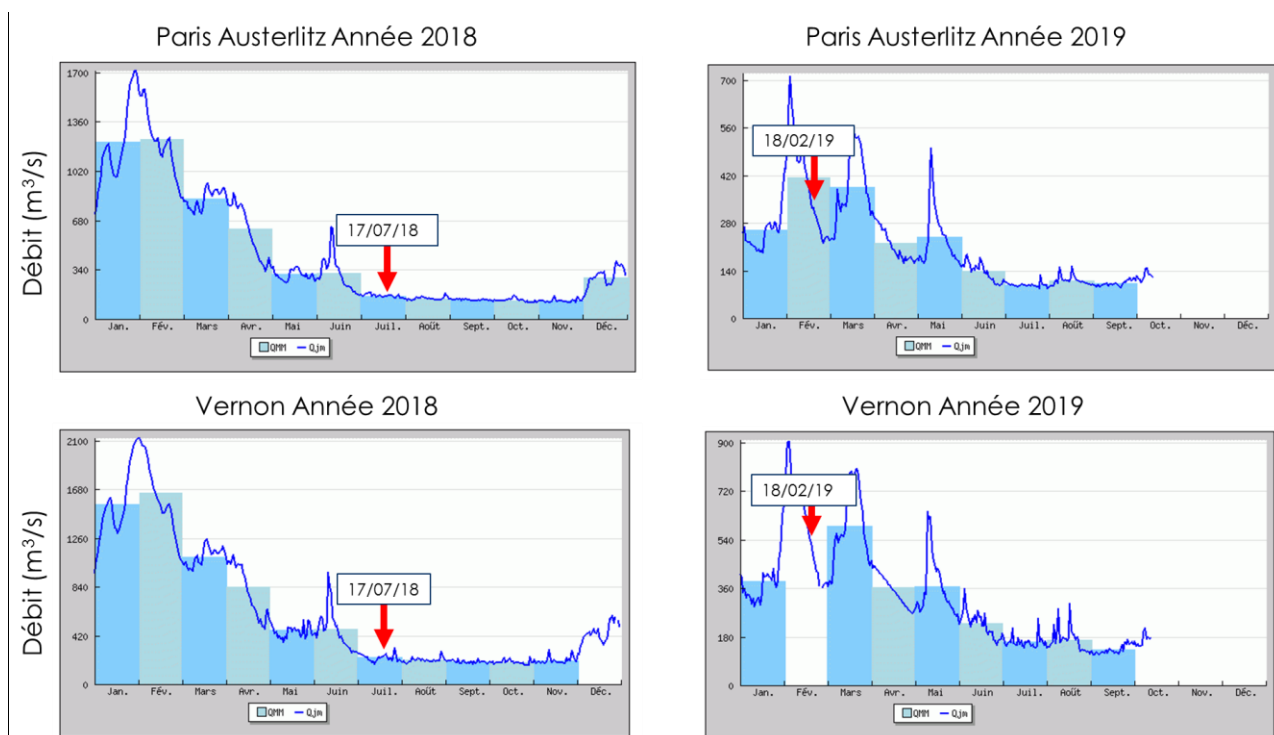 Paris Austerlitz Année 2018
Débit (m³/s)
1700
1360
1020
680
340
0
17/07/18
Jan. Fév. Mars Avr. Mai Juin Juil. Août Sept. Oct. Nov. Déc.
QMM Qjm
Paris Austerlitz Année 2019
700
560
420
280
140
0
18/02/19
Jan. Fév. Mars Avr. Mai Juin Juil. Août Sept. Oct. Nov. Déc.
QMM Qjm
Vernon Année 2018
Débit (m³/s)
2100
1680
1260
840
420
0
17/07/18
Jan. Fév. Mars Avr. Mai Juin Juil. Août Sept. Oct. Nov. Déc.
QMM Qjm
Vernon Année 2019
900
720
540
360
180
0
18/02/19
Jan. Fév. Mars Avr. Mai Juin Juil. Août Sept. Oct. Nov. Déc.
QMM Qjm